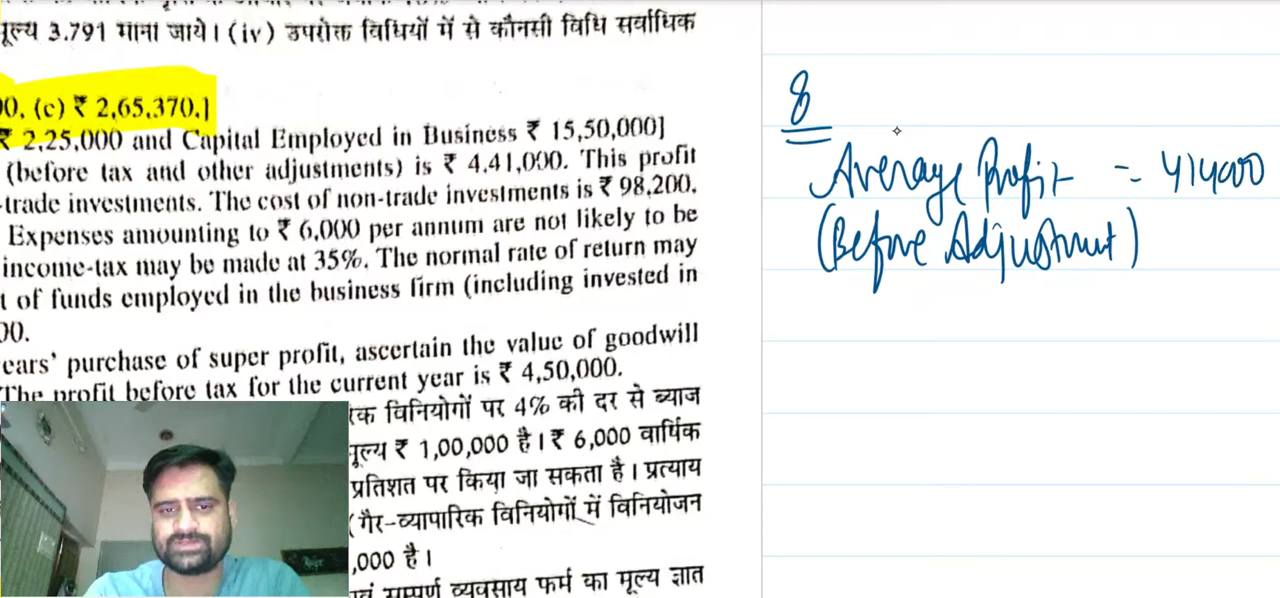 मूल्य 3.791 माना जाये। (iv) उपरोक्त विधियों में से कौनसी विधि सर्वाधिक
00, (c) ₹ 2,65,370.]
₹ 2,25,000 and Capital Employed in Business ₹ 15,50,000]
(before tax and other adjustments) is ₹ 4,41,000. This profit
-trade investments. The cost of non-trade investments is ₹ 98,200.
Expenses amounting to ₹ 6,000 per annum are not likely to be
income-tax may be made at 35%. The normal rate of return may
t of funds employed in the business firm (including invested in
00.
ears' purchase of super profit, ascertain the value of goodwill
The profit before tax for the current year is ₹ 4,50,000.
रिक विनियोगों पर 4% की दर से ब्याज
मूल्य ₹ 1,00,000 है। ₹ 6,000 वार्षिक
प्रतिशत पर किया जा सकता है। प्रत्याय
(गैर-व्यापारिक विनियोगों में विनियोजन
,000 है।
एवं सम्पूर्ण व्यवसाय फर्म का मूल्य ज्ञात
8
Average Profit = 414000
(Before Adjustment)